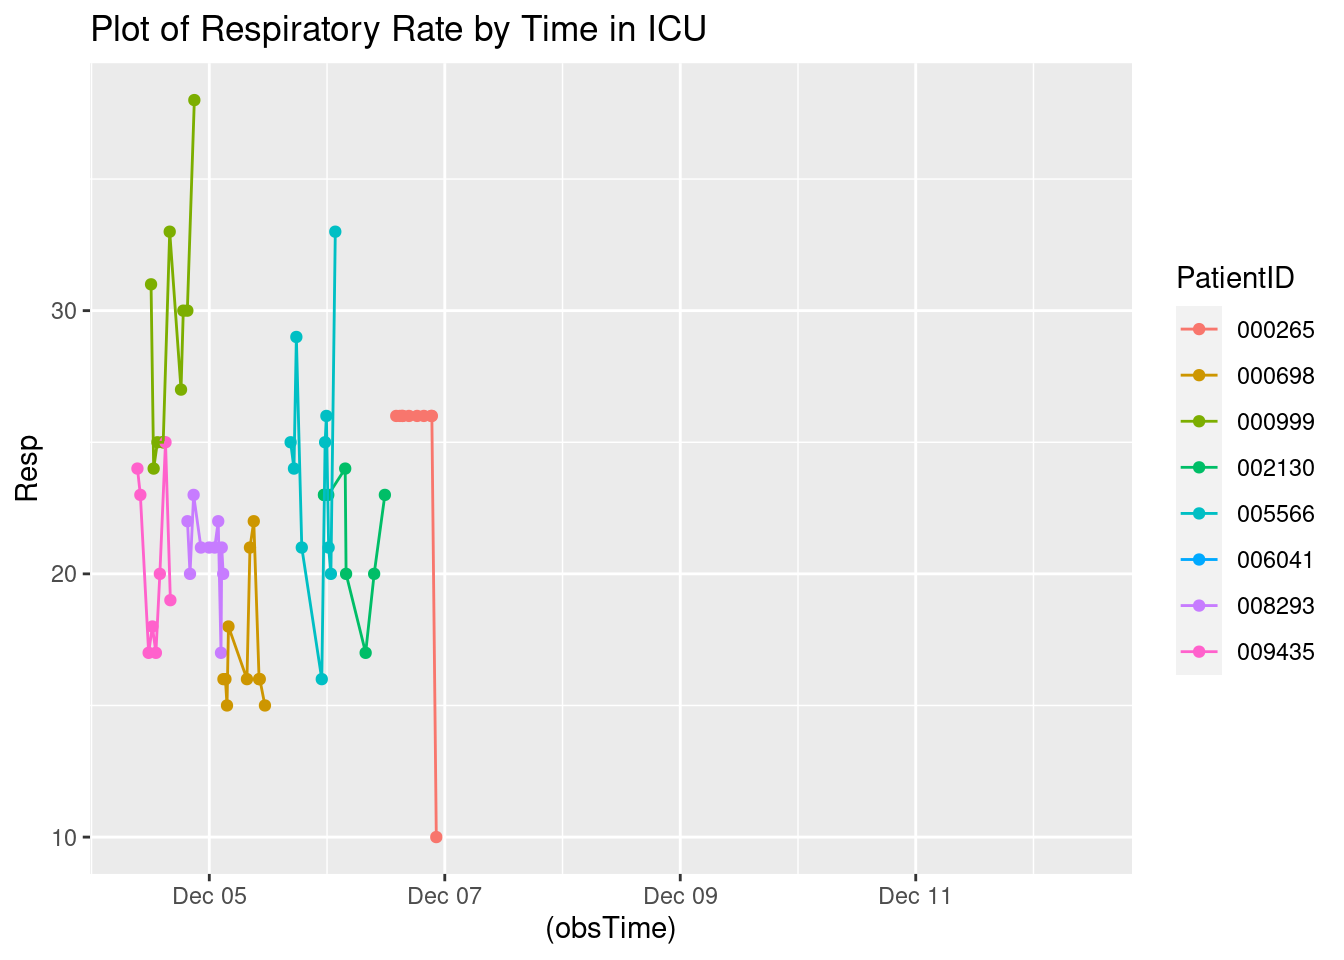 Plot of Respiratory Rate by Time in ICU
Resp
30
20
10
Dec 05
Dec 07
Dec 09
Dec 11
(obsTime)
PatientID
000265
000698
000999
002130
005566
006041
008293
009435